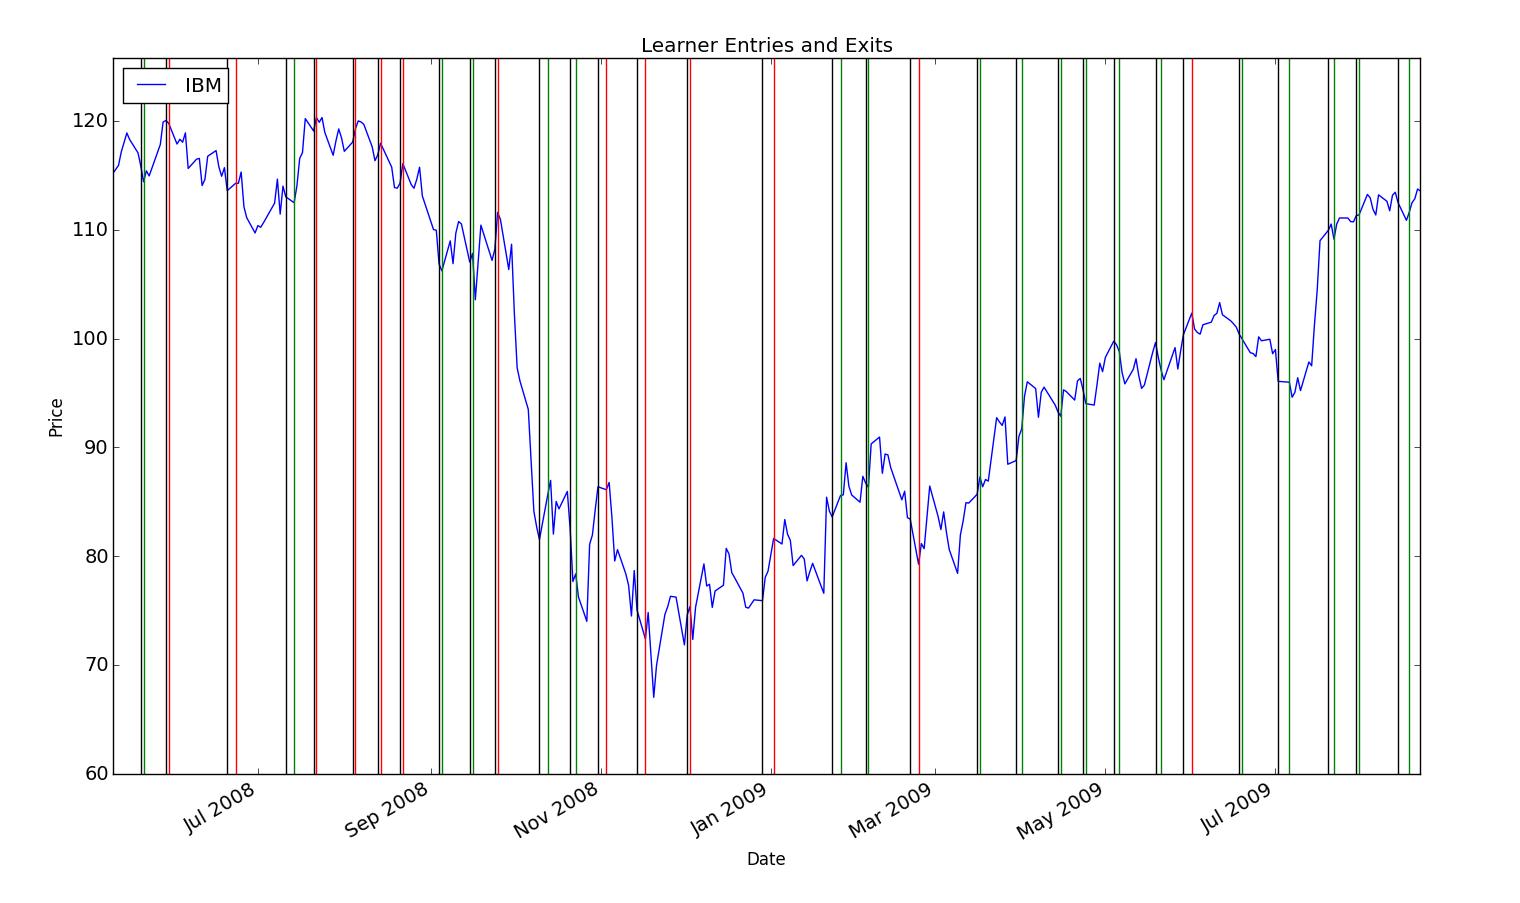 Learner Entries and Exits
IBM
120
110
100
90
80
70
60
Price
Jul 2008
Sep 2008
Nov 2008
Jan 2009
Mar 2009
May 2009
Jul 2009
Date